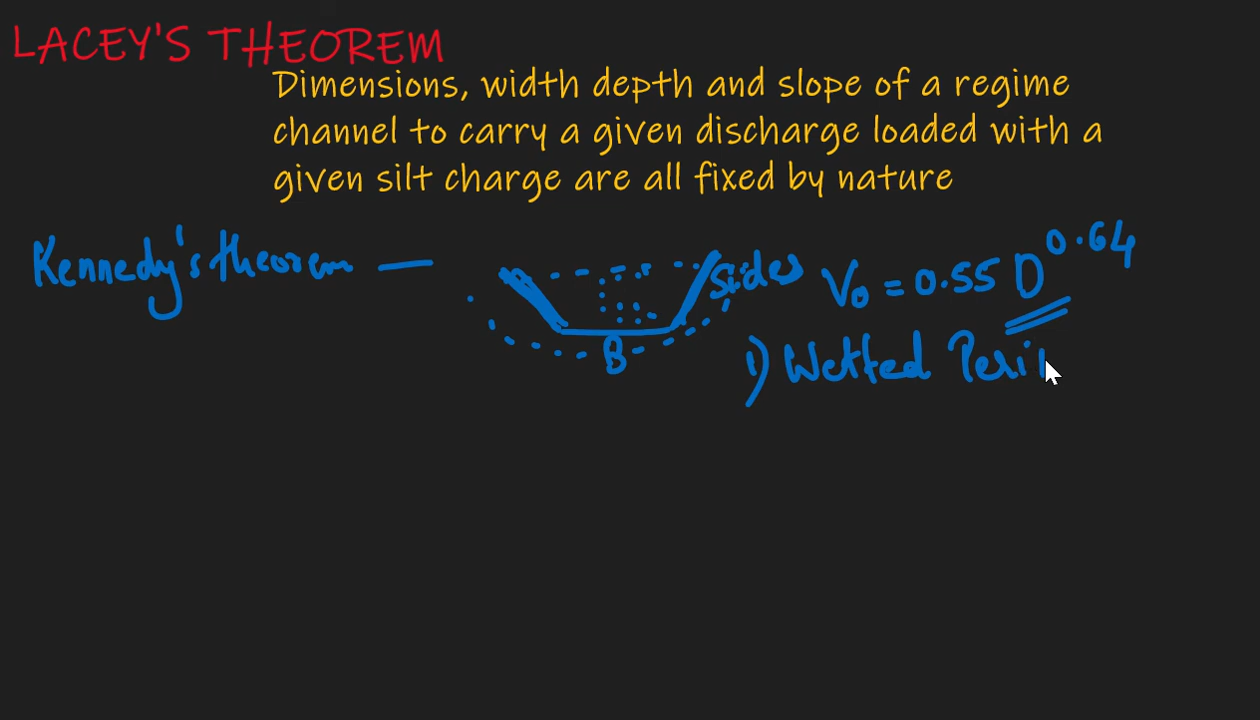 LACEY'S THEOREM
Dimensions, width depth and slope of a regime
channel to carry a given discharge loaded with a
given silt charge are all fixed by nature
Kennedy's theorem —
sides
V₀ = 0.55 D^0.64
B
1) Wetted Peri